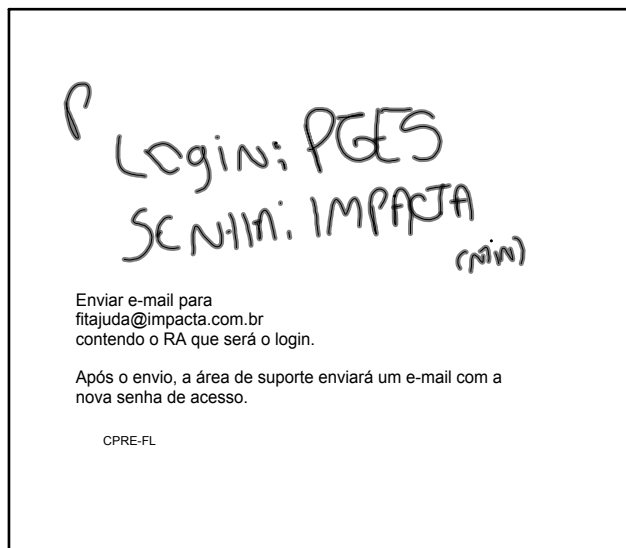 P
Login: PGES
SENHA: IMPACTA
(MIN)
Enviar e-mail para
fitajuda@impacta.com.br
contendo o RA que será o login.
Após o envio, a área de suporte enviará um e-mail com a
nova senha de acesso.
CPRE-FL